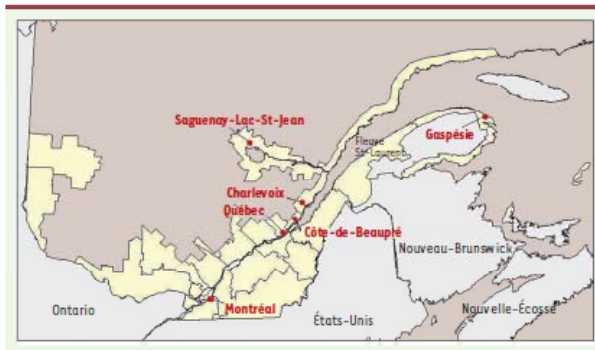 Saguenay-Lac-St-Jean
Gaspésie
Fleuve
St-Laurent
Charlevoix
Québec
Côte-de-Beaupré
Nouveau-Brunswick
Ontario
Montréal
États-Unis
Nouvelle-Écosse